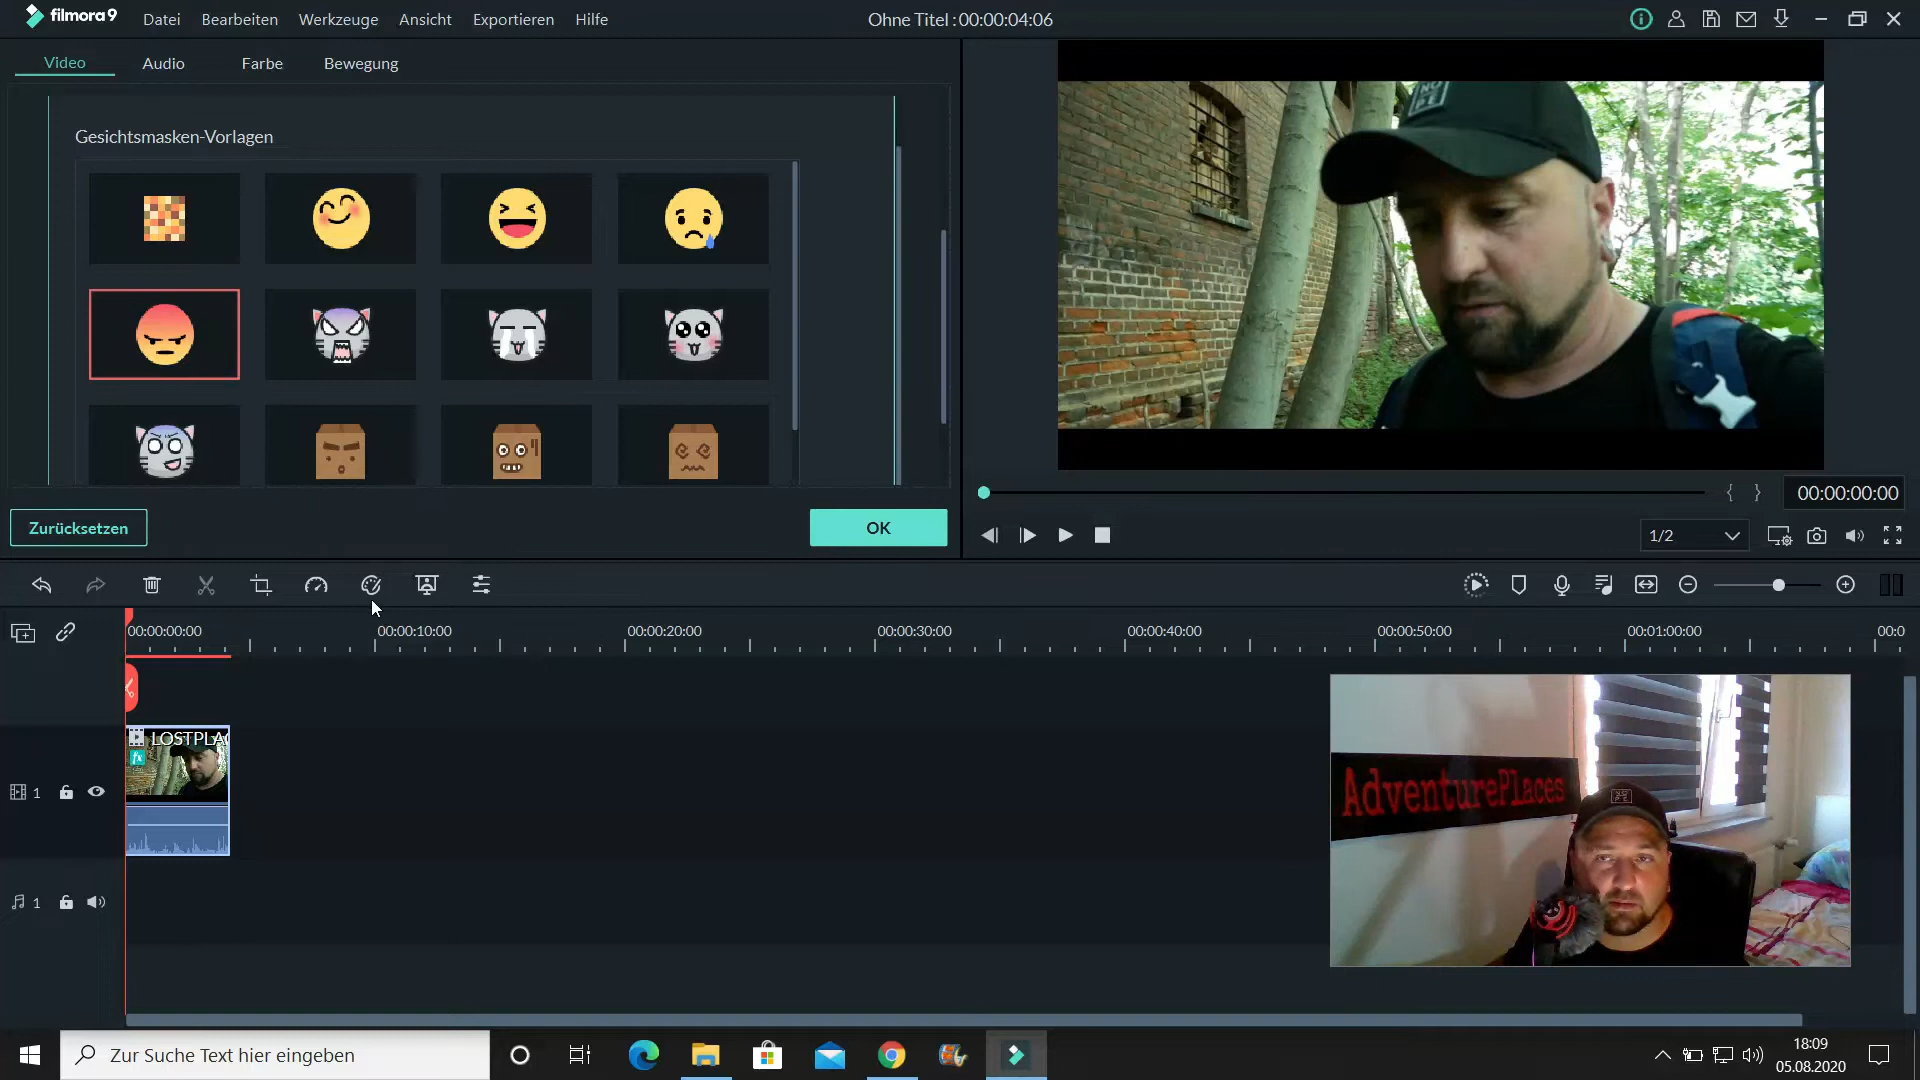 filmora9
Datei Bearbeiten Werkzeuge Ansicht Exportieren Hilfe
Ohne Titel : 00:00:04:06
Video Audio Farbe Bewegung
Gesichtsmasken-Vorlagen
Zurücksetzen
OK
00:00:00:00
1/2
00:00:00:00 00:00:10:00 00:00:20:00 00:00:30:00 00:00:40:00 00:00:50:00 00:01:00:00 00:0
LOSTPLA
fx
1
1
AdventurePlaces
Zur Suche Text hier eingeben
18:09
05.08.2020